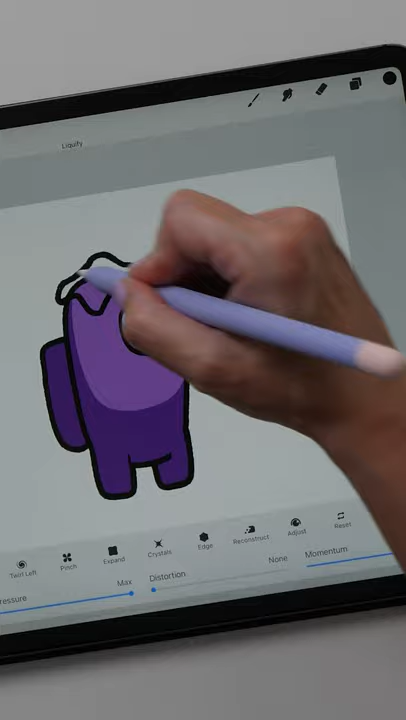 Liquify
Twirl Left
Pinch
Expand
Crystals
Edge
Reconstruct
Adjust
Reset
ressure
Max
Distortion
None
Momentum